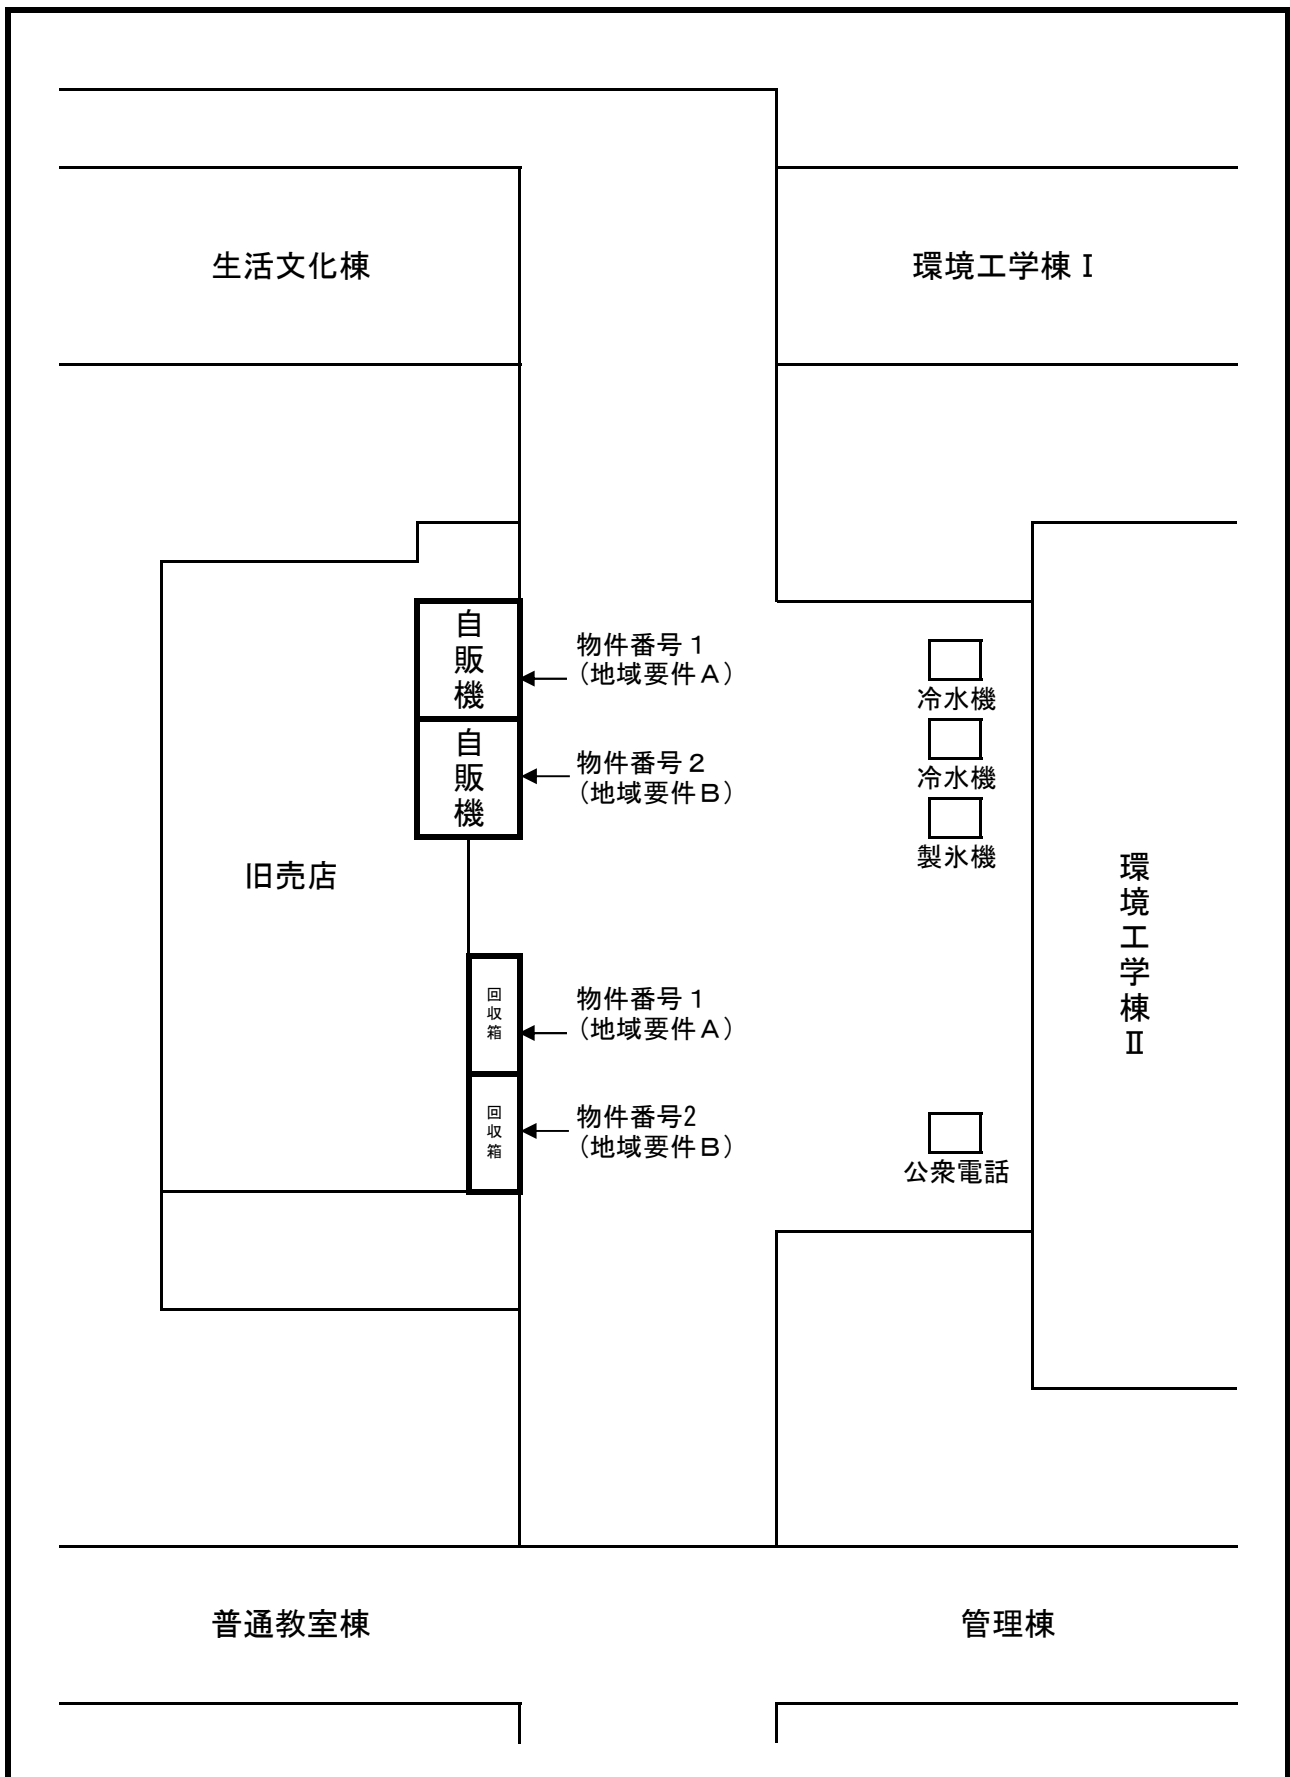 生活文化棟
環境工学棟Ⅰ
自販機
物件番号１
（地域要件Ａ）
冷水機
自販機
物件番号２
（地域要件Ｂ）
冷水機
製氷機
旧売店
環境工学棟Ⅱ
回収箱
物件番号１
（地域要件Ａ）
回収箱
物件番号2
（地域要件Ｂ）
公衆電話
普通教室棟
管理棟